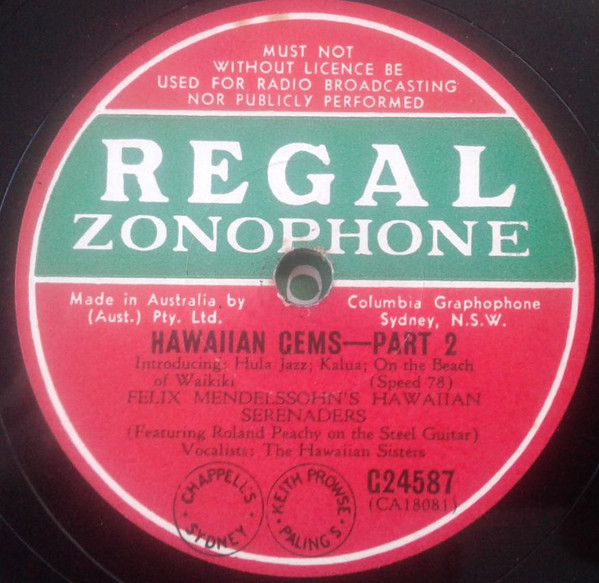 MUST NOT
WITHOUT LICENCE BE
USED FOR RADIO BROADCASTING
NOR PUBLICLY PERFORMED
REGAL
ZONOPHONE
Made in Australia by Columbia Graphophone
(Aust.) Pty. Ltd. Sydney, N.S.W.
HAWAIIAN GEMS—PART 2
Introducing: Hula Jazz; Kalua; On the Beach
of Waikiki (Speed 78)
FELIX MENDELSSOHN'S HAWAIIAN
SERENADERS
(Featuring Roland Peachy on the Steel Guitar)
Vocalists: The Hawaiian Sisters
G24587
(CA18081)
CHAPPELL'S
SYDNEY
KEITH PROWSE
PALING'S